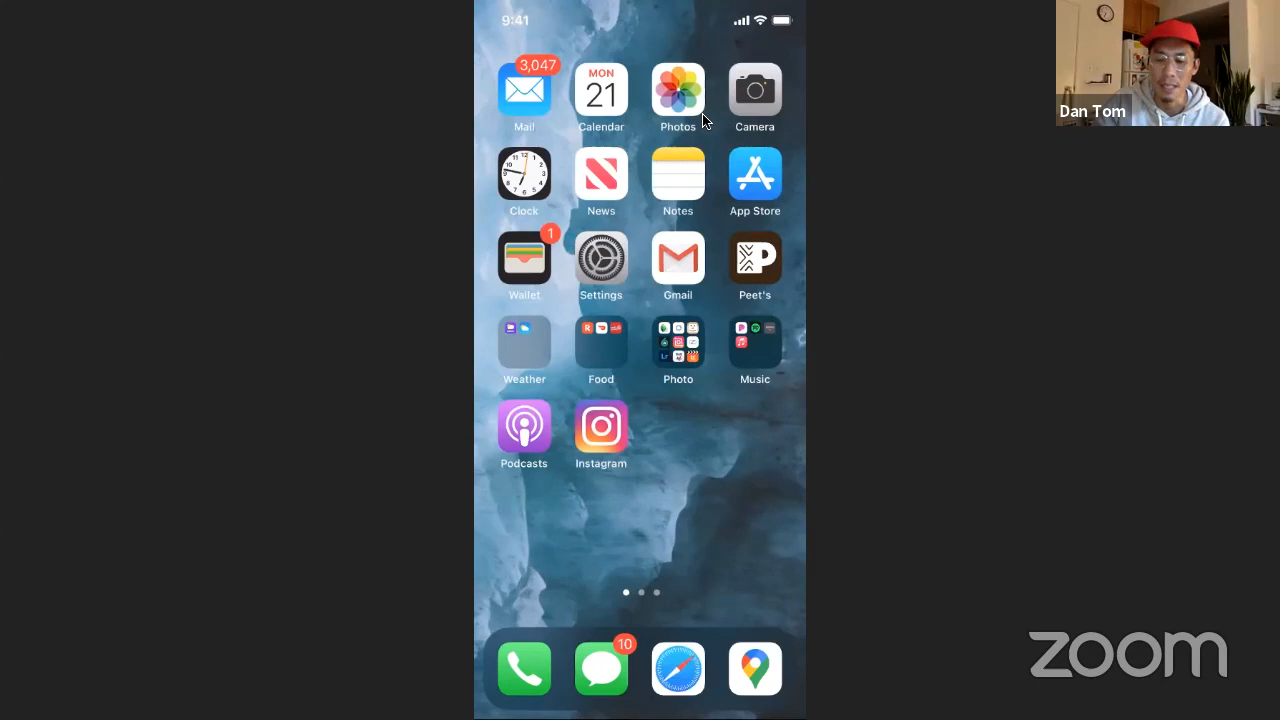 9:41
3,047
MON
21
Mail
Calendar
Photos
Camera
Clock
News
Notes
App Store
1
Wallet
Settings
Gmail
Peet's
Weather
Food
Photo
Music
Podcasts
Instagram
10
Dan Tom
zoom